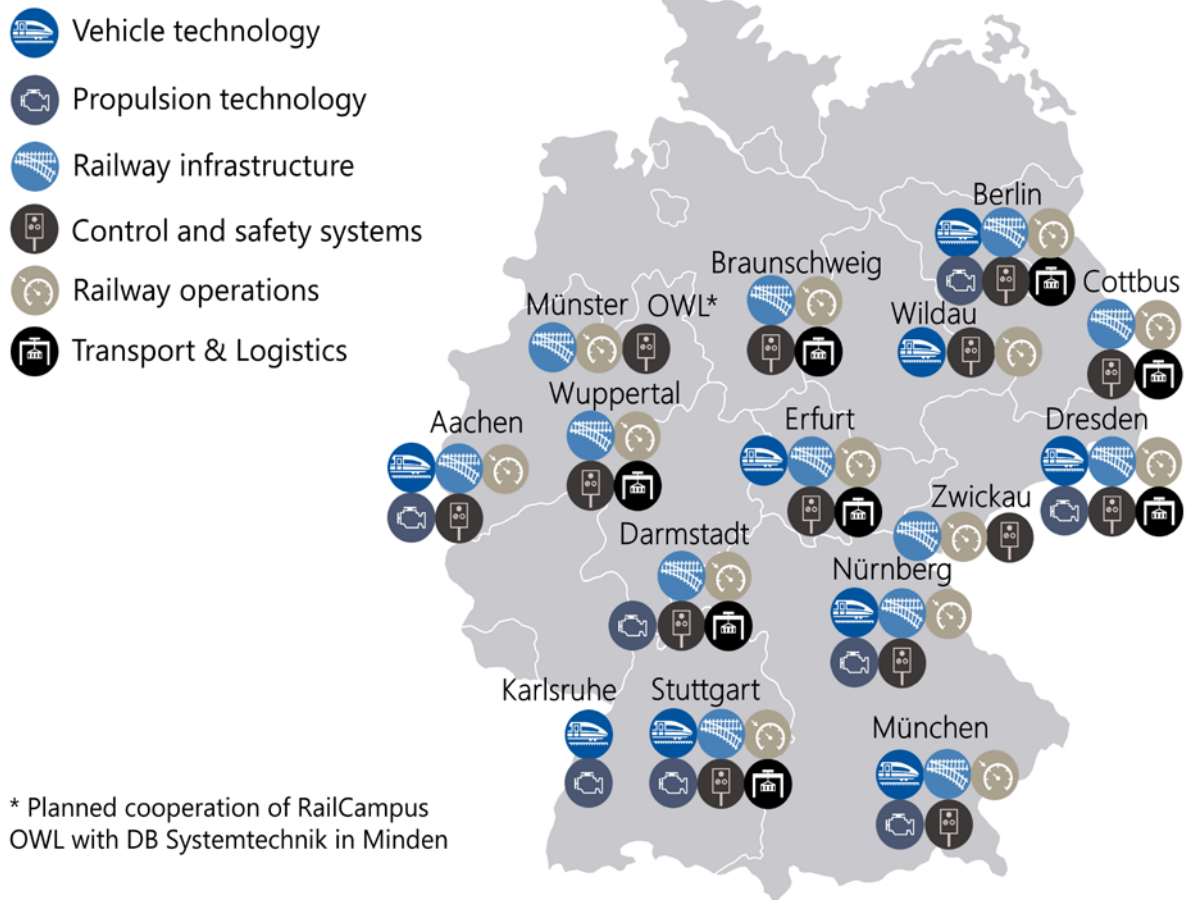 Vehicle technology
Propulsion technology
Railway infrastructure
Control and safety systems
Railway operations
Transport & Logistics
Berlin
Braunschweig
Cottbus
Münster OWL*
Wildau
Wuppertal
Aachen
Erfurt
Dresden
Zwickau
Darmstadt
Nürnberg
Karlsruhe
Stuttgart
München
* Planned cooperation of RailCampus
OWL with DB Systemtechnik in Minden